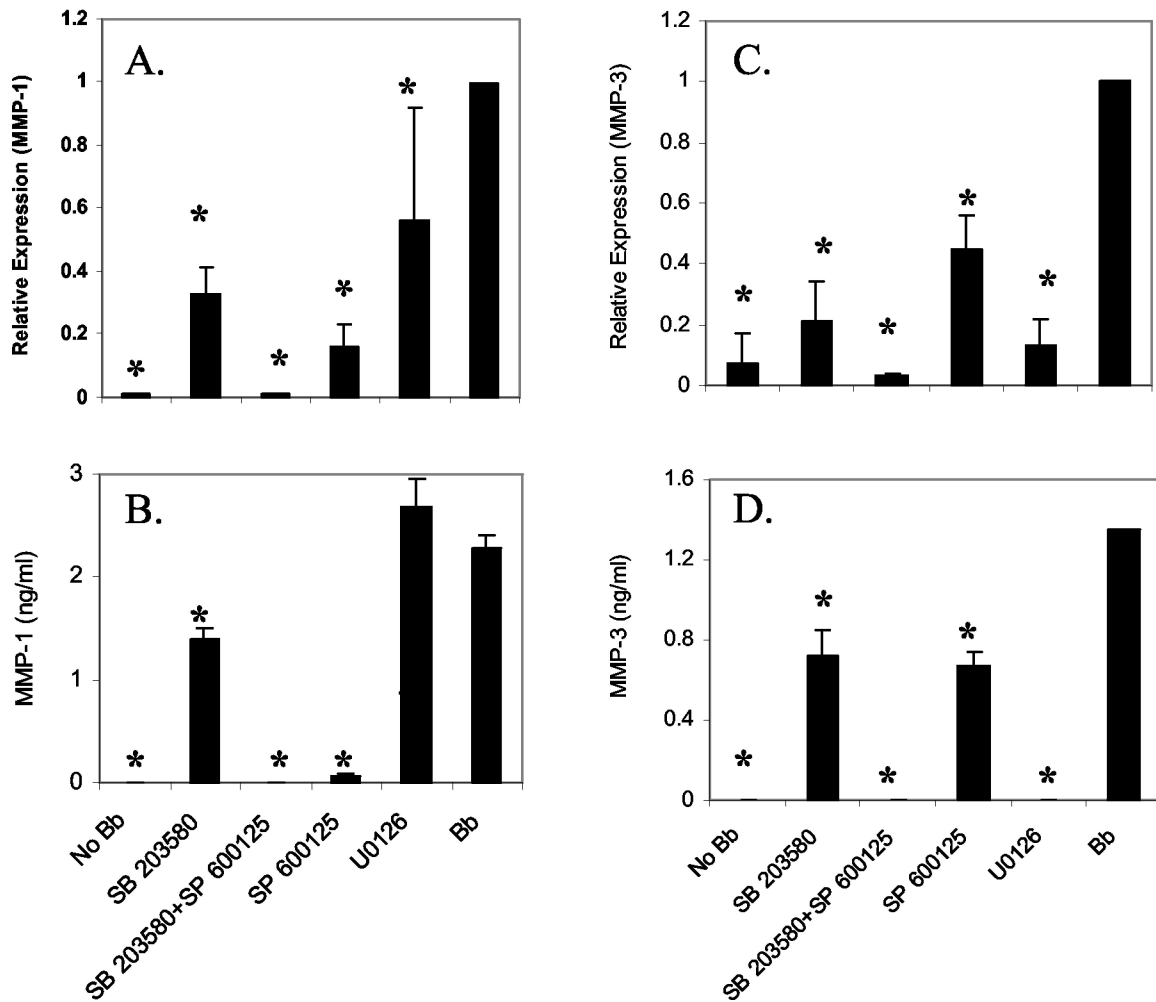 A.
Relative Expression (MMP-1)
1.2
1
0.8
0.6
0.4
0.2
0
*
*
*
*
*
C.
Relative Expression (MMP-3)
1.2
1
0.8
0.6
0.4
0.2
0
*
*
*
*
*
B.
MMP-1 (ng/ml)
3
2
1
0
*
*
*
*
No Bb
SB 203580
SB 203580+SP 600125
SP 600125
U0126
Bb
D.
MMP-3 (ng/ml)
1.6
1.2
0.8
0.4
0
*
*
*
*
*
No Bb
SB 203580
SB 203580+SP 600125
SP 600125
U0126
Bb